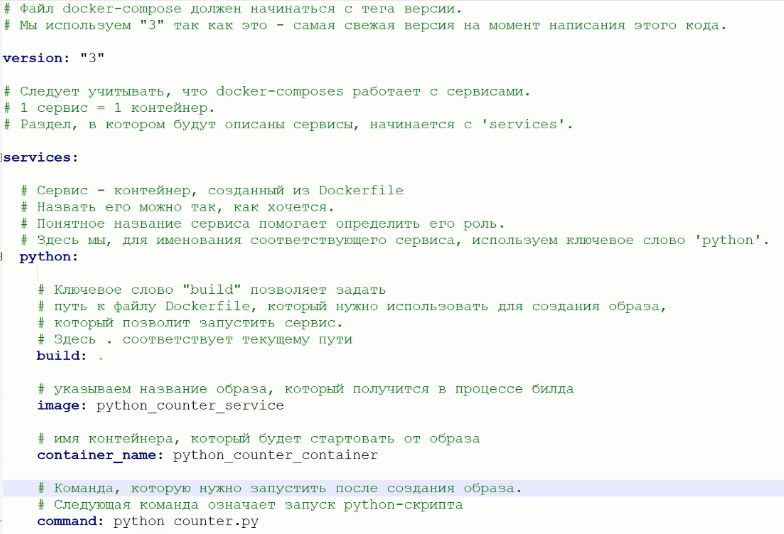 # Файл docker-compose должен начинаться с тега версии.
# Мы используем "3" так как это - самая свежая версия на момент написания этого кода.
version: "3"
# Следует учитывать, что docker-composes работает с сервисами.
# 1 сервис = 1 контейнер.
# Раздел, в котором будут описаны сервисы, начинается с 'services'.
services:
# Сервис - контейнер, созданный из Dockerfile
# Назвать его можно так, как хочется.
# Понятное название сервиса помогает определить его роль.
# Здесь мы, для именования соответствующего сервиса, используем ключевое слово 'python'.
python:
# Ключевое слово "build" позволяет задать
# путь к файлу Dockerfile, который нужно использовать для создания образа,
# который позволит запустить сервис.
# Здесь . соответствует текущему пути
build: .
# указываем название образа, который получится в процессе билда
image: python_counter_service
# имя контейнера, который будет стартовать от образа
container_name: python_counter_container
# Команда, которую нужно запустить после создания образа.
# Следующая команда означает запуск python-скрипта
command: python counter.py